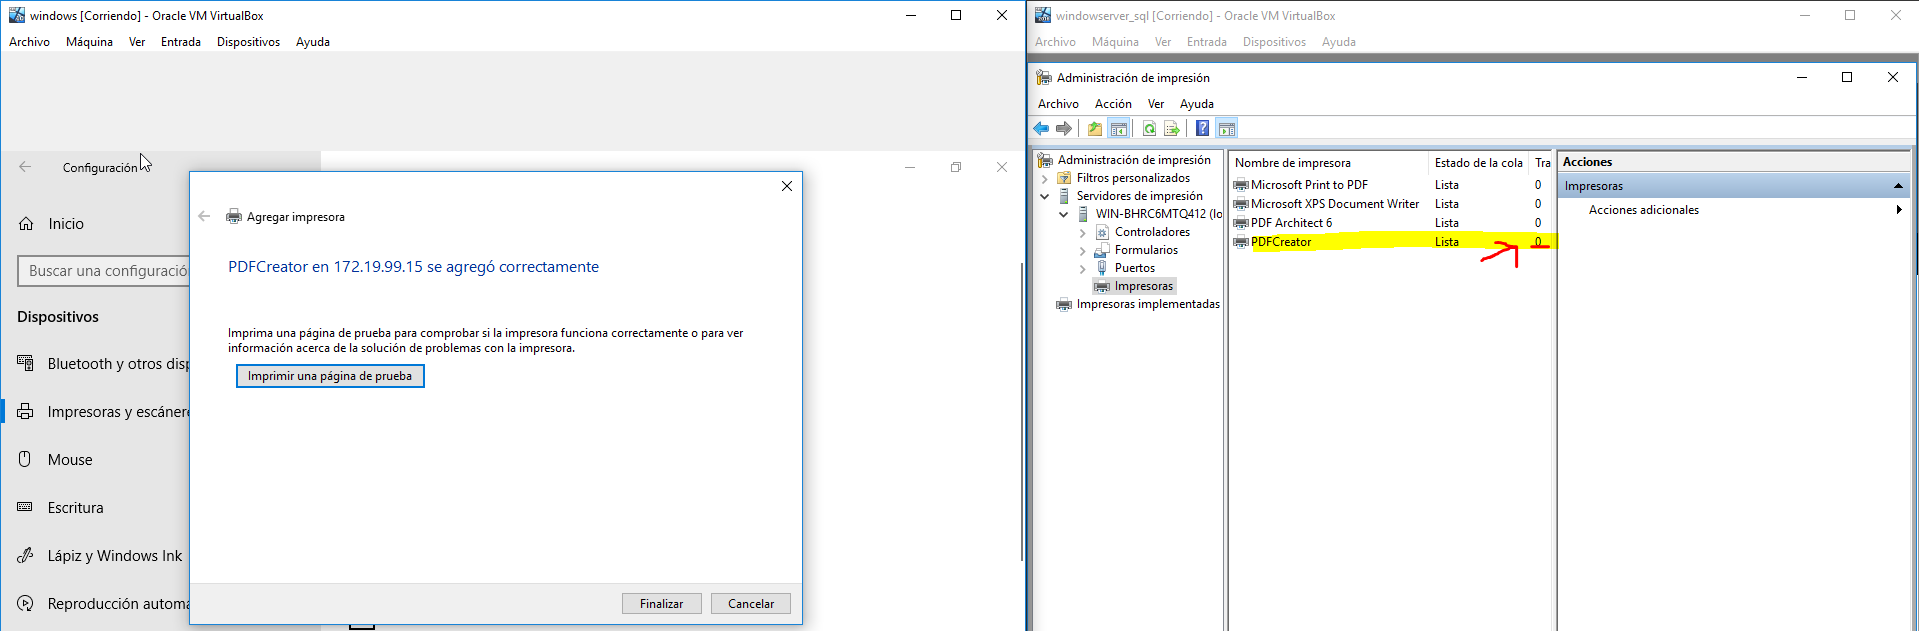 windows [Corriendo] - Oracle VM VirtualBox
Archivo Máquina Ver Entrada Dispositivos Ayuda
Configuración
Inicio
Buscar una configuració
Dispositivos
Bluetooth y otros disp
Impresoras y escánere
Mouse
Escritura
Lápiz y Windows Ink
Reproducción automa
Agregar impresora
PDFCreator en 172.19.99.15 se agregó correctamente
Imprima una página de prueba para comprobar si la impresora funciona correctamente o para ver
información acerca de la solución de problemas con la impresora.
Imprimir una página de prueba
Finalizar Cancelar
windowserver_sql [Corriendo] - Oracle VM VirtualBox
Archivo Máquina Ver Entrada Dispositivos Ayuda
Administración de impresión
Archivo Acción Ver Ayuda
Administración de impresión
Filtros personalizados
Servidores de impresión
WIN-BHRC6MTQ412 (lo
Controladores
Formularios
Puertos
Impresoras
Impresoras implementadas
Nombre de impresora Estado de la cola Tra
Microsoft Print to PDF Lista 0
Microsoft XPS Document Writer Lista 0
PDF Architect 6 Lista 0
PDFCreator Lista 0
Acciones
Impresoras
Acciones adicionales